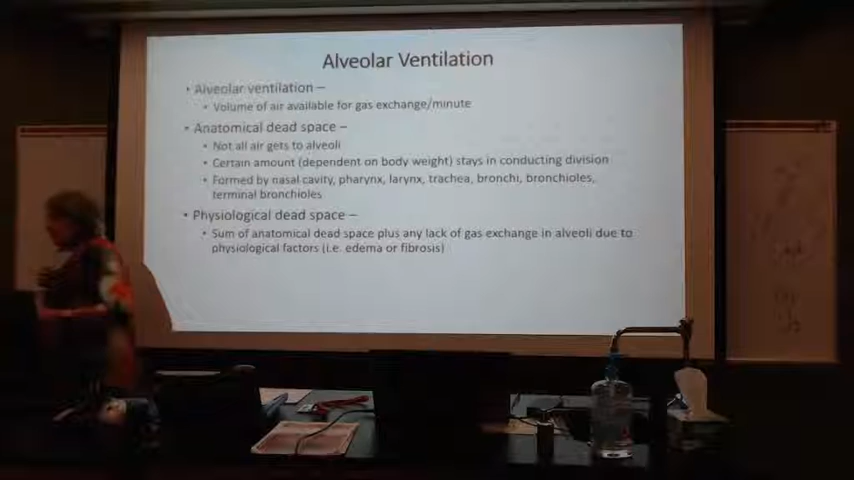 Alveolar Ventilation
• Alveolar ventilation –
• Volume of air available for gas exchange/minute
• Anatomical dead space –
• Not all air gets to alveoli
• Certain amount (dependent on body weight) stays in conducting division
• Formed by nasal cavity, pharynx, larynx, trachea, bronchi, bronchioles,
terminal bronchioles
• Physiological dead space –
• Sum of anatomical dead space plus any lack of gas exchange in alveoli due to
physiological factors (i.e. edema or fibrosis)